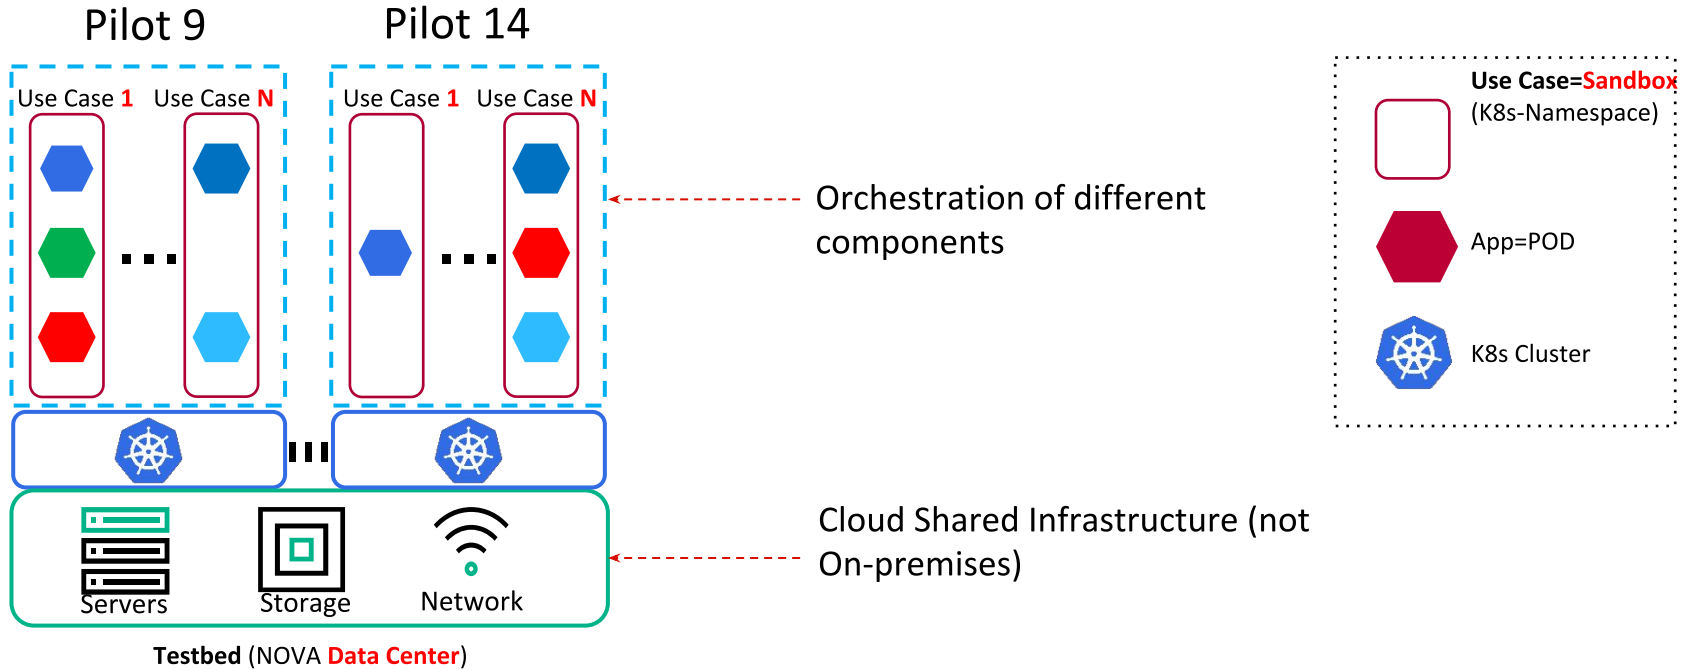 Pilot 9
Pilot 14
Use Case 1
Use Case N
Use Case 1
Use Case N
Orchestration of different
components
Use Case=Sandbox
(K8s-Namespace)
App=POD
K8s Cluster
Cloud Shared Infrastructure (not
On-premises)
Servers
Storage
Network
Testbed (NOVA Data Center)